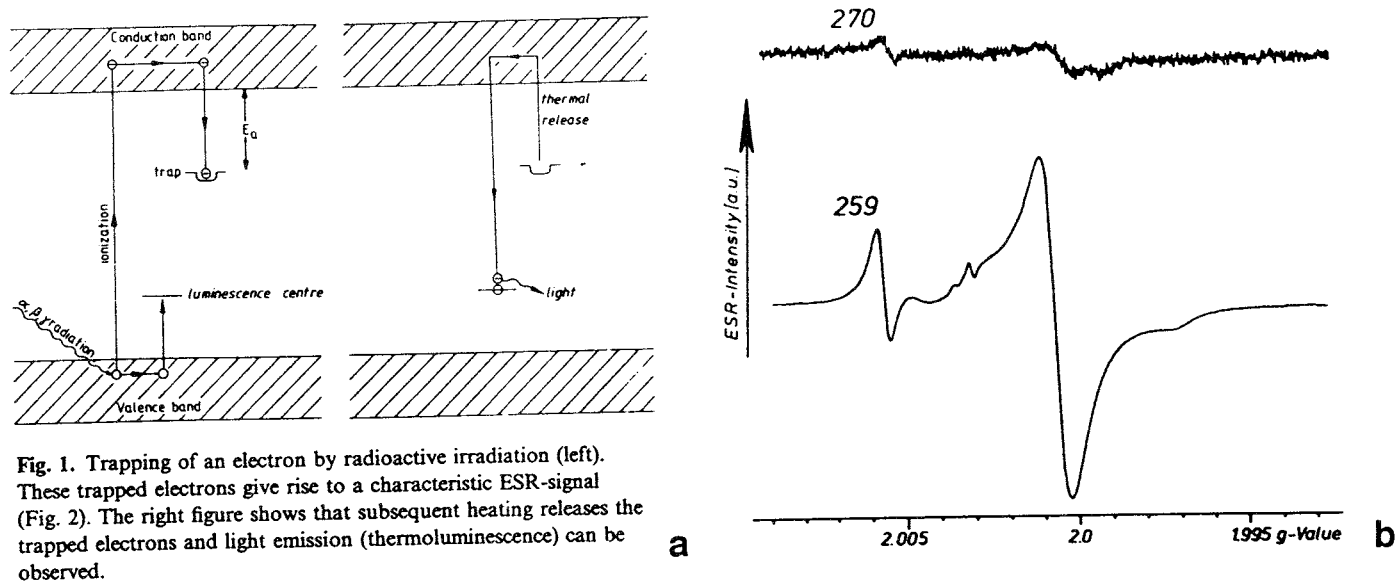 Conduction band
thermal
release
Ea
trap
ionization
luminescence centre
light
α, β, γ radiation
Valence band
Fig. 1. Trapping of an electron by radioactive irradiation (left).
These trapped electrons give rise to a characteristic ESR-signal
(Fig. 2). The right figure shows that subsequent heating releases the
trapped electrons and light emission (thermoluminescence) can be
observed.
a
270
259
ESR-Intensity [a.u.]
2.005
2.0
1.995 g-Value
b